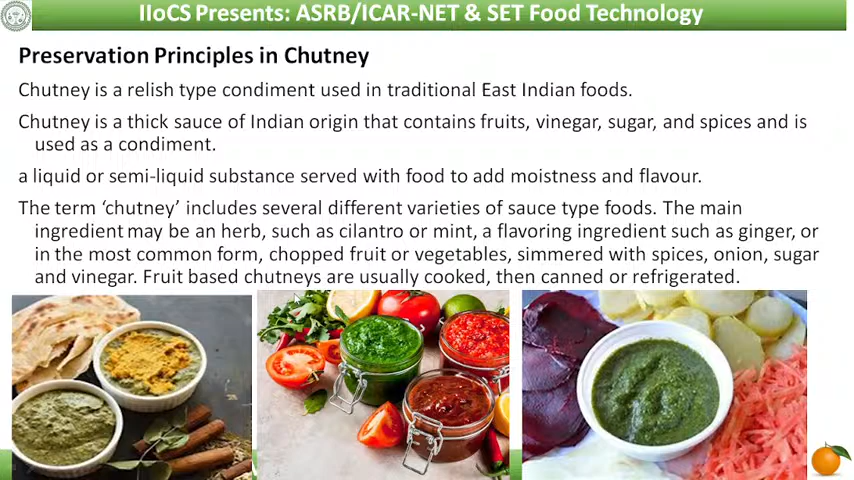 IIoCS Presents: ASRB/ICAR-NET & SET Food Technology
Preservation Principles in Chutney
Chutney is a relish type condiment used in traditional East Indian foods.
Chutney is a thick sauce of Indian origin that contains fruits, vinegar, sugar, and spices and is
used as a condiment.
a liquid or semi-liquid substance served with food to add moistness and flavour.
The term ‘chutney’ includes several different varieties of sauce type foods. The main
ingredient may be an herb, such as cilantro or mint, a flavoring ingredient such as ginger, or
in the most common form, chopped fruit or vegetables, simmered with spices, onion, sugar
and vinegar. Fruit based chutneys are usually cooked, then canned or refrigerated.